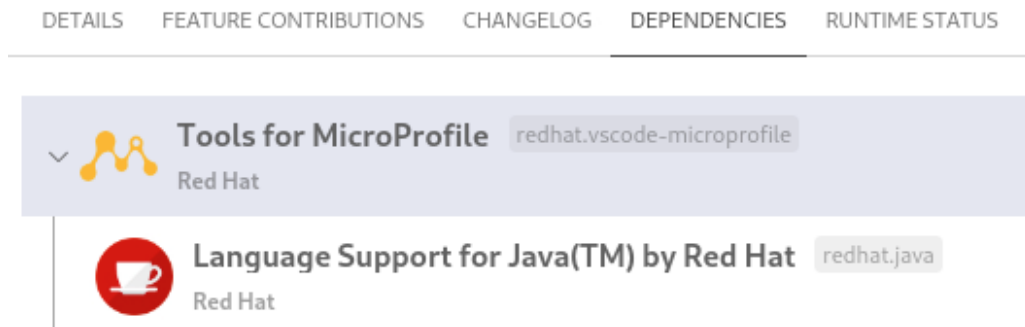 DETAILS FEATURE CONTRIBUTIONS CHANGELOG DEPENDENCIES RUNTIME STATUS
Tools for MicroProfile redhat.vscode-microprofile
Red Hat
Language Support for Java(TM) by Red Hat redhat.java
Red Hat